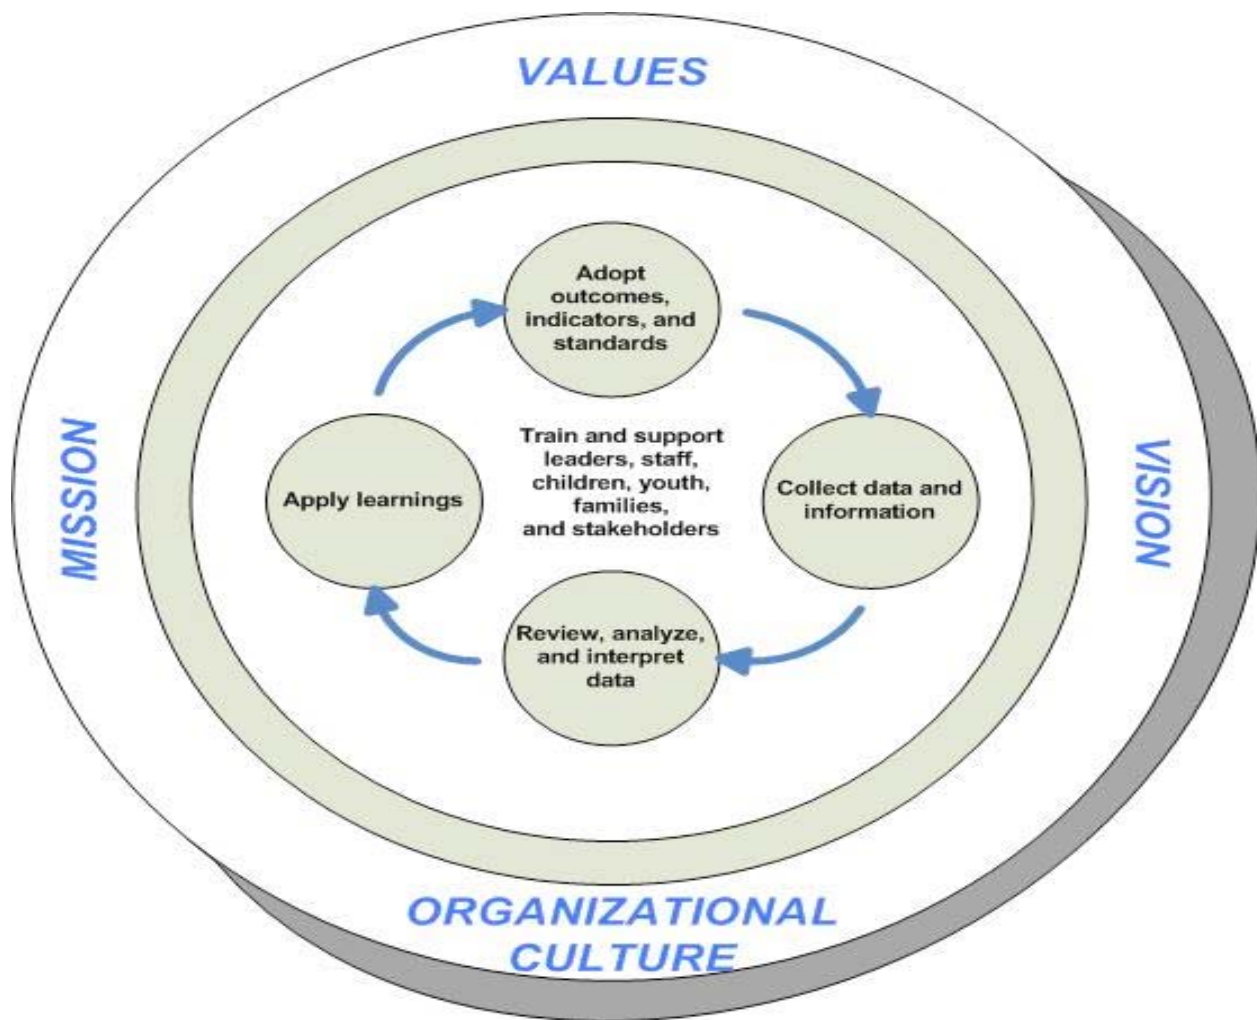 VALUES
Adopt
outcomes,
indicators, and
standards
MISSION
Apply learnings
Train and support
leaders, staff,
children, youth,
families,
and stakeholders
Collect data and
information
VISION
Review, analyze,
and interpret
data
ORGANIZATIONAL
CULTURE